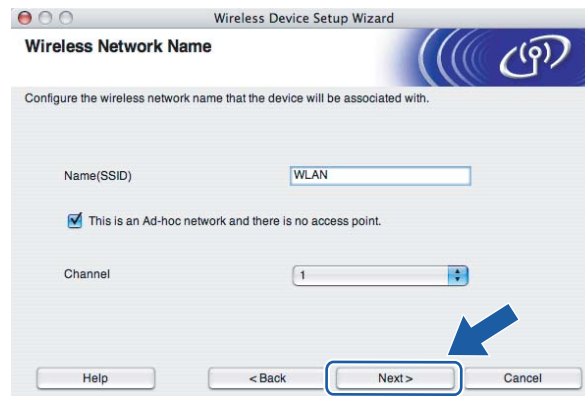 Wireless Device Setup Wizard
Wireless Network Name
Configure the wireless network name that the device will be associated with.
Name(SSID)
WLAN
This is an Ad-hoc network and there is no access point.
Channel
1
Help
<Back
Next>
Cancel